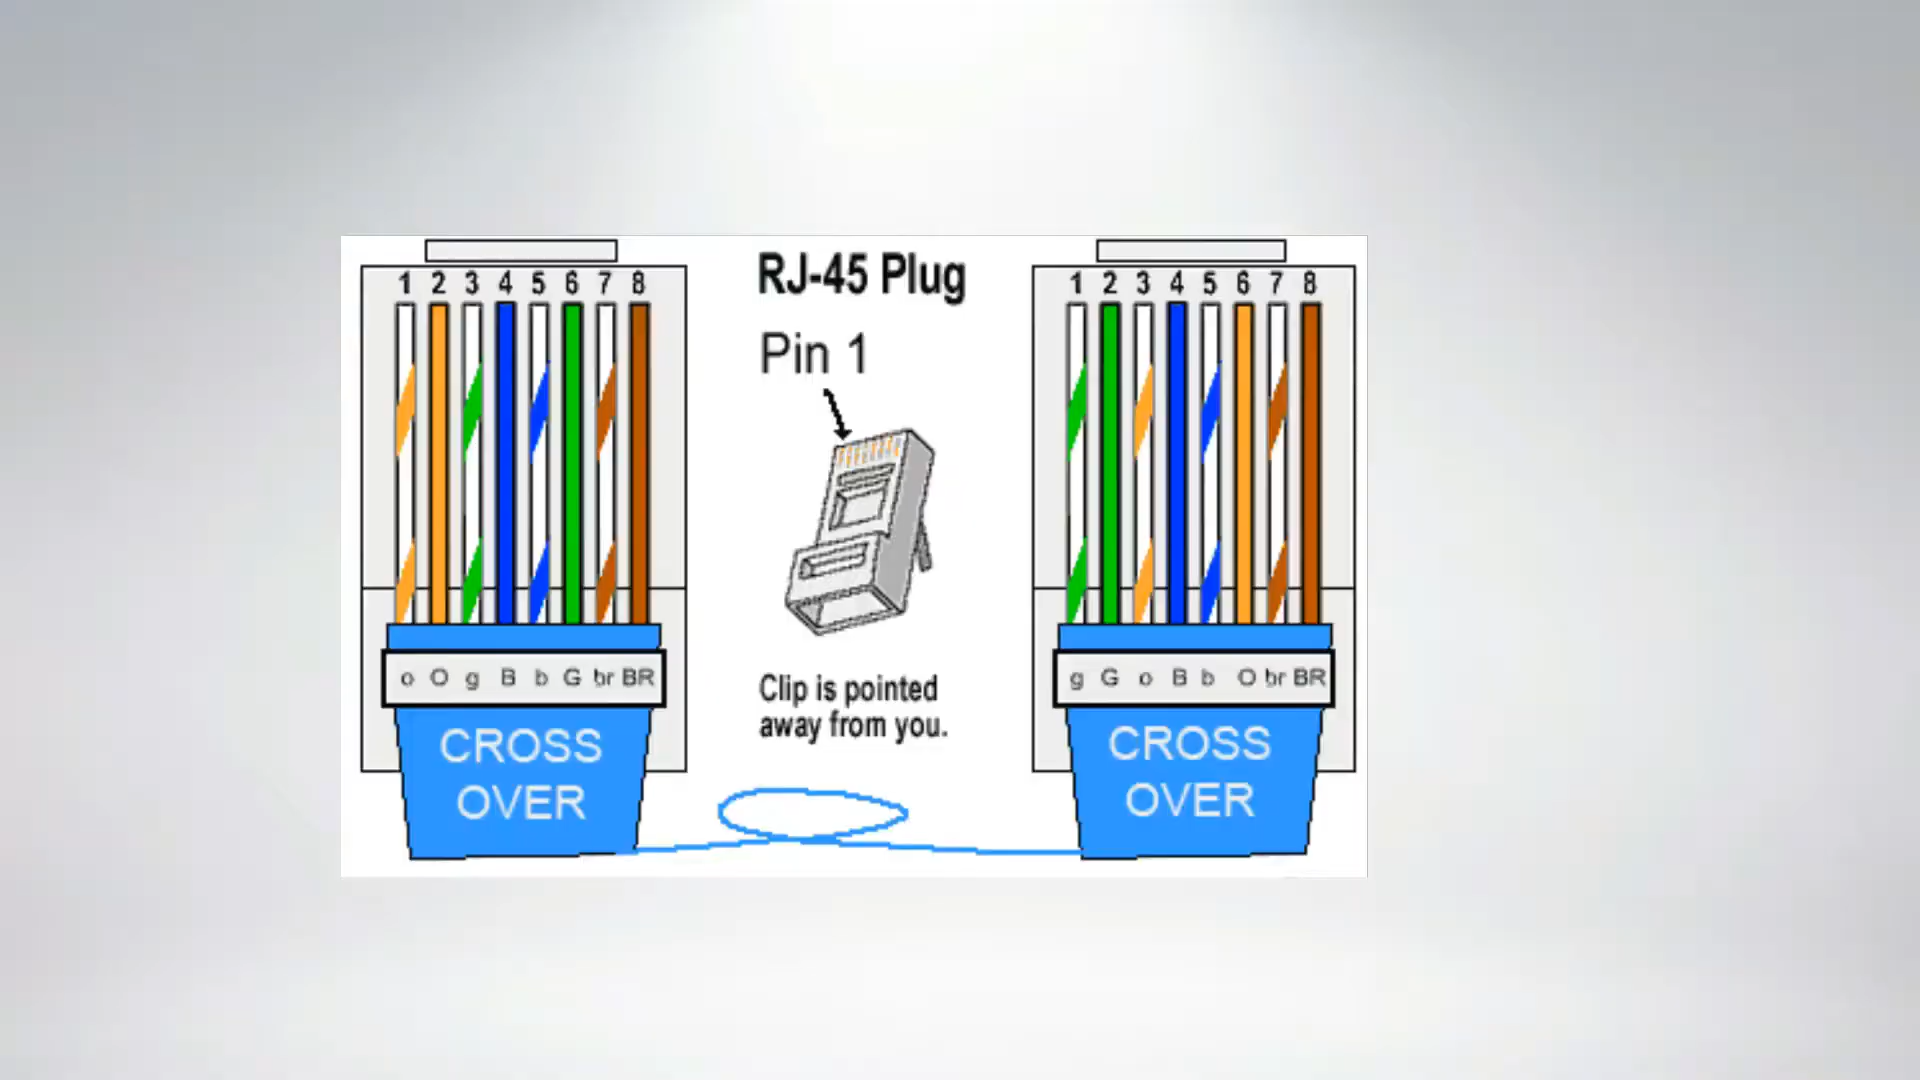 1 2 3 4 5 6 7 8
o O g B b G br BR
CROSS
OVER
RJ-45 Plug
Pin 1
Clip is pointed
away from you.
1 2 3 4 5 6 7 8
g G o B b O br BR
CROSS
OVER